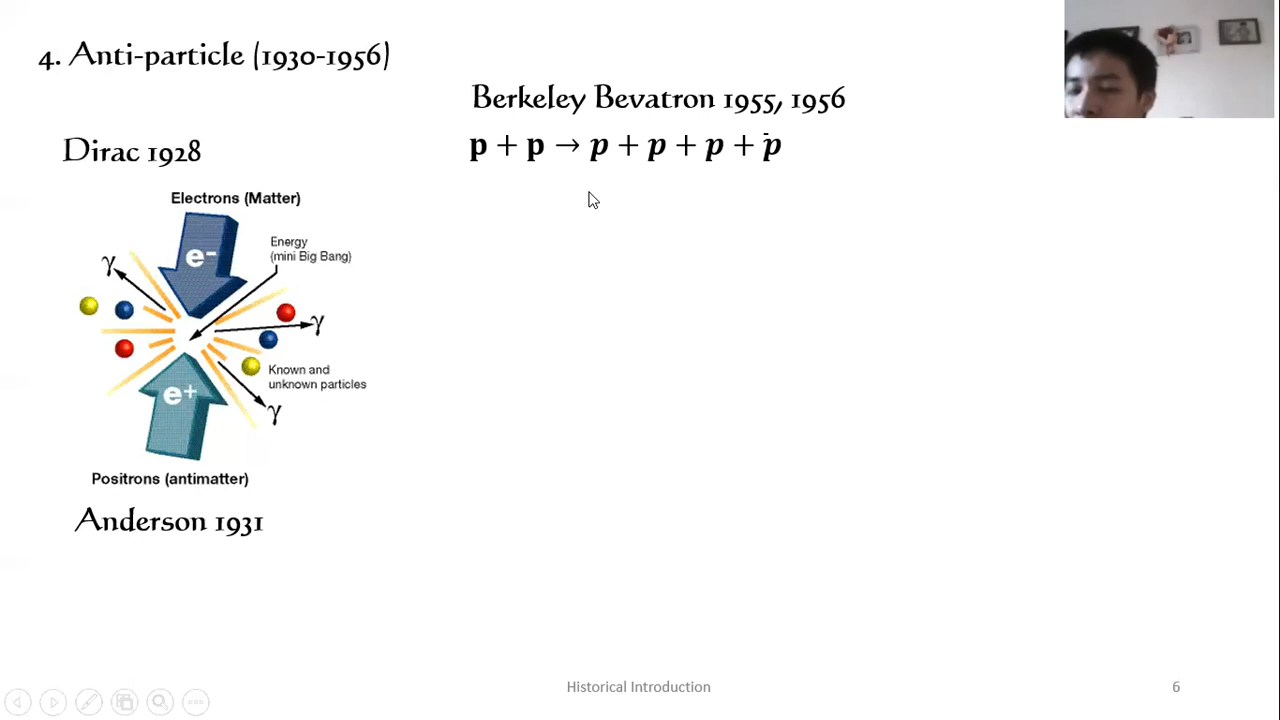 4. Anti-particle (1930-1956)
Berkeley Bevatron 1955, 1956
p + p → p + p + p + p̄
Dirac 1928
Electrons (Matter)
e⁻
Energy
(mini Big Bang)
γ
γ
Known and
unknown particles
e⁺
γ
Positrons (antimatter)
Anderson 1931
Historical Introduction
6